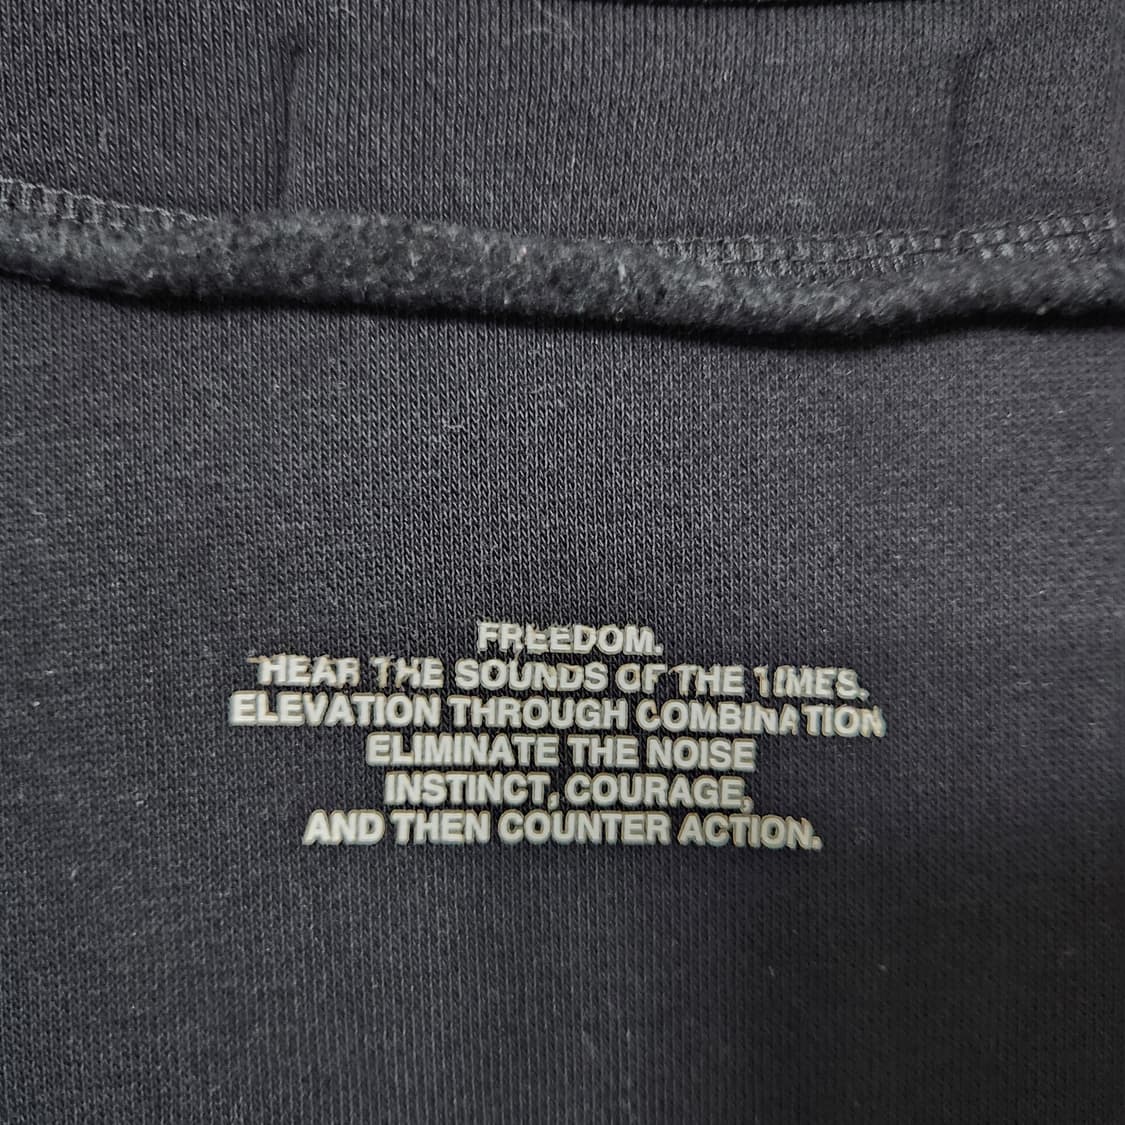 FREEDOM.
HEAR THE SOUNDS OF THE TIMES.
ELEVATION THROUGH COMBINATION
ELIMINATE THE NOISE
INSTINCT, COURAGE,
AND THEN COUNTER ACTION.